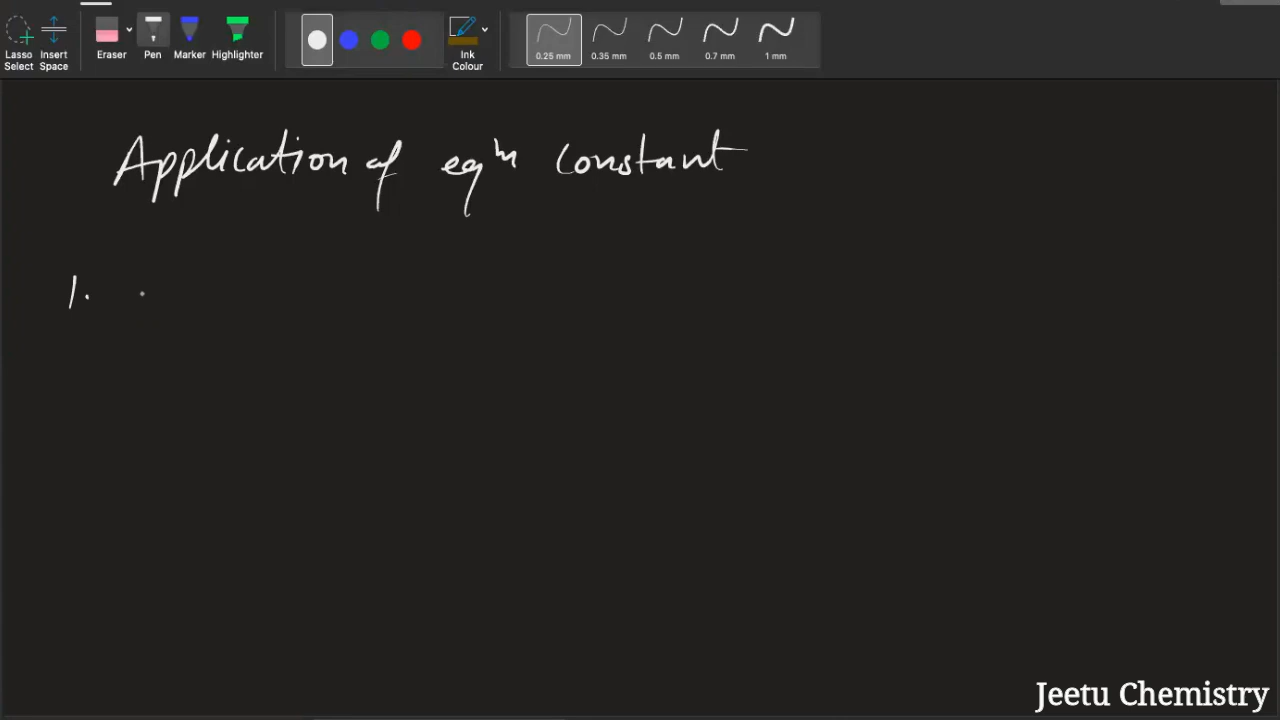 Lasso Select
Insert Space
Eraser
Pen
Marker
Highlighter
Ink Colour
0.25 mm
0.35 mm
0.5 mm
0.7 mm
1 mm
Application of eqm constant
1.
Jeetu Chemistry